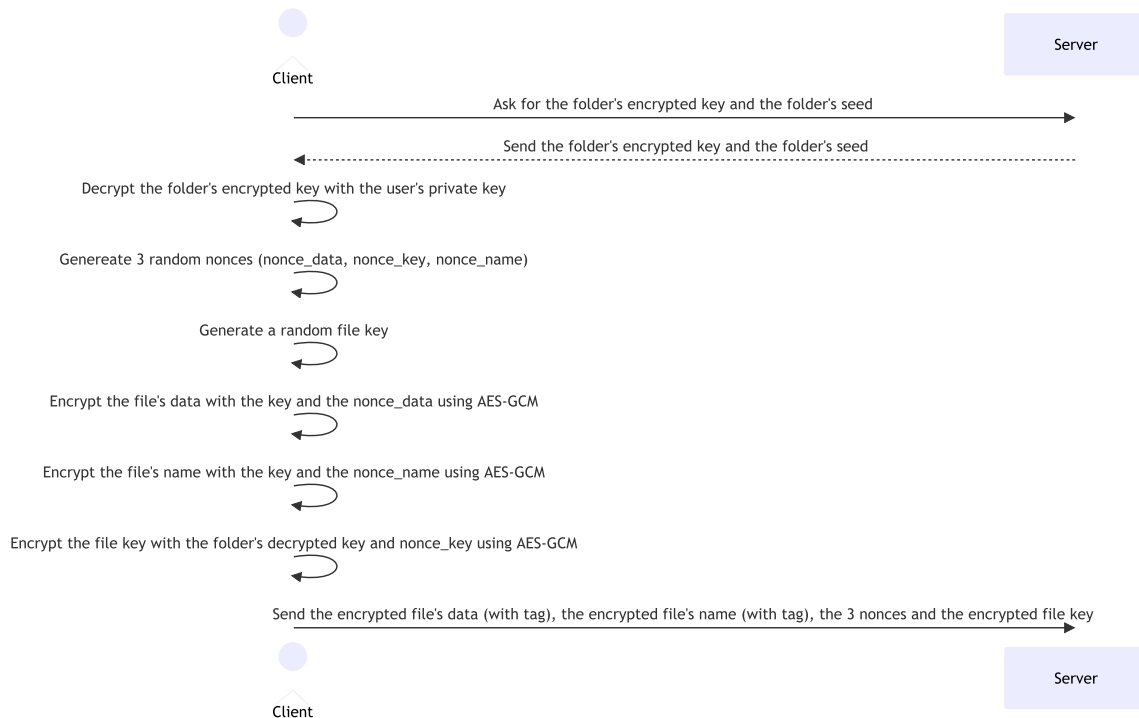 Server
Client
Ask for the folder's encrypted key and the folder's seed
Send the folder's encrypted key and the folder's seed
Decrypt the folder's encrypted key with the user's private key
Genereate 3 random nonces (nonce_data, nonce_key, nonce_name)
Generate a random file key
Encrypt the file's data with the key and the nonce_data using AES-GCM
Encrypt the file's name with the key and the nonce_name using AES-GCM
Encrypt the file key with the folder's decrypted key and nonce_key using AES-GCM
Send the encrypted file's data (with tag), the encrypted file's name (with tag), the 3 nonces and the encrypted file key
Server
Client